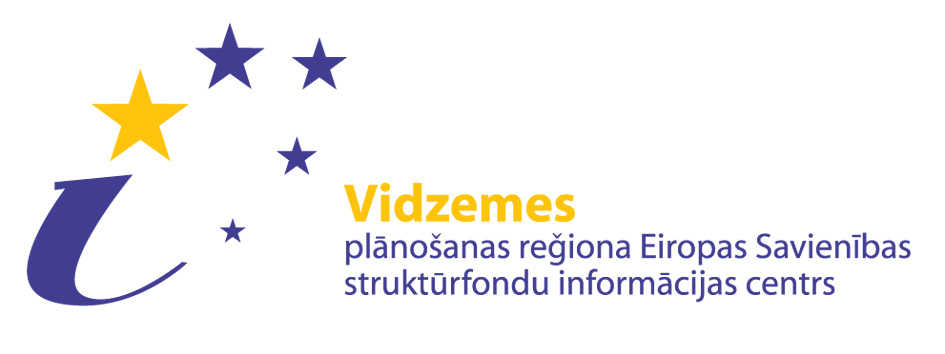 Vidzemes
plānošanas reģiona Eiropas Savienības
struktūrfondu informācijas centrs